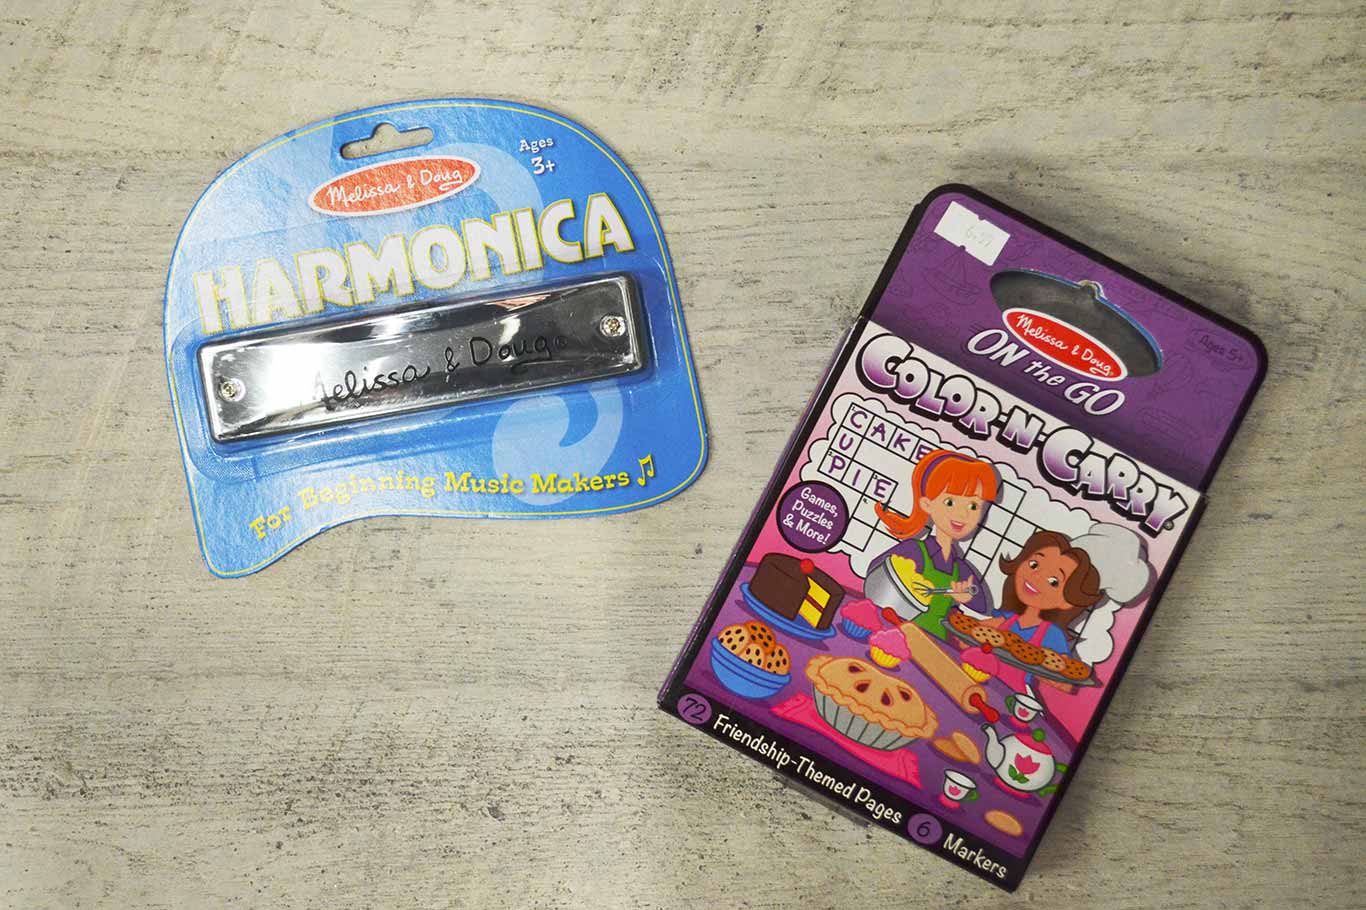 Ages
3+
Melissa & Doug
HARMONICA
Melissa & Doug
For Beginning Music Makers
Melissa & Doug
ON the GO
Ages 5+
COLOR-N-CARRY
CAKE
U
PIE
Games,
Puzzles
& More!
72 Friendship-Themed Pages 6 Markers